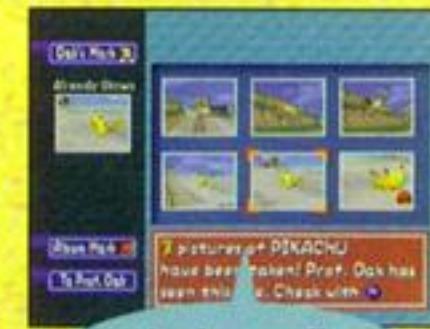 Oak's Mark
Already Shown
Album Mark
To Prof. Oak
pictures of PIKACHU
have been taken! Prof. Oak has
seen this. Check with